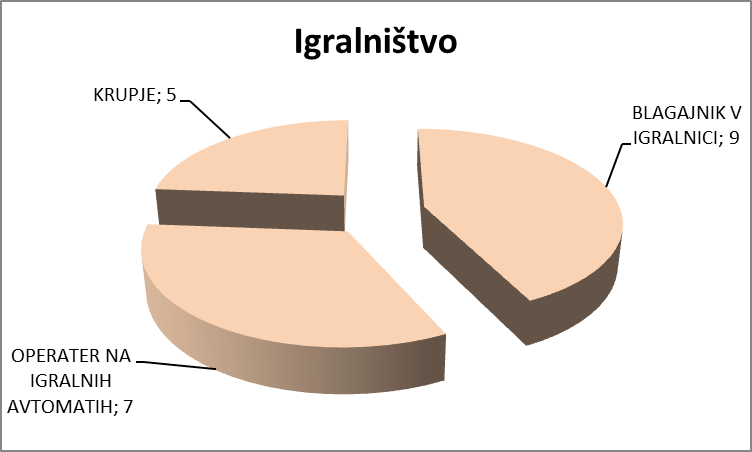 Igralništvo
KRUPJE; 5
BLAGAJNIK V
IGRALNICI; 9
OPERATER NA
IGRALNIH
AVTOMATIH; 7